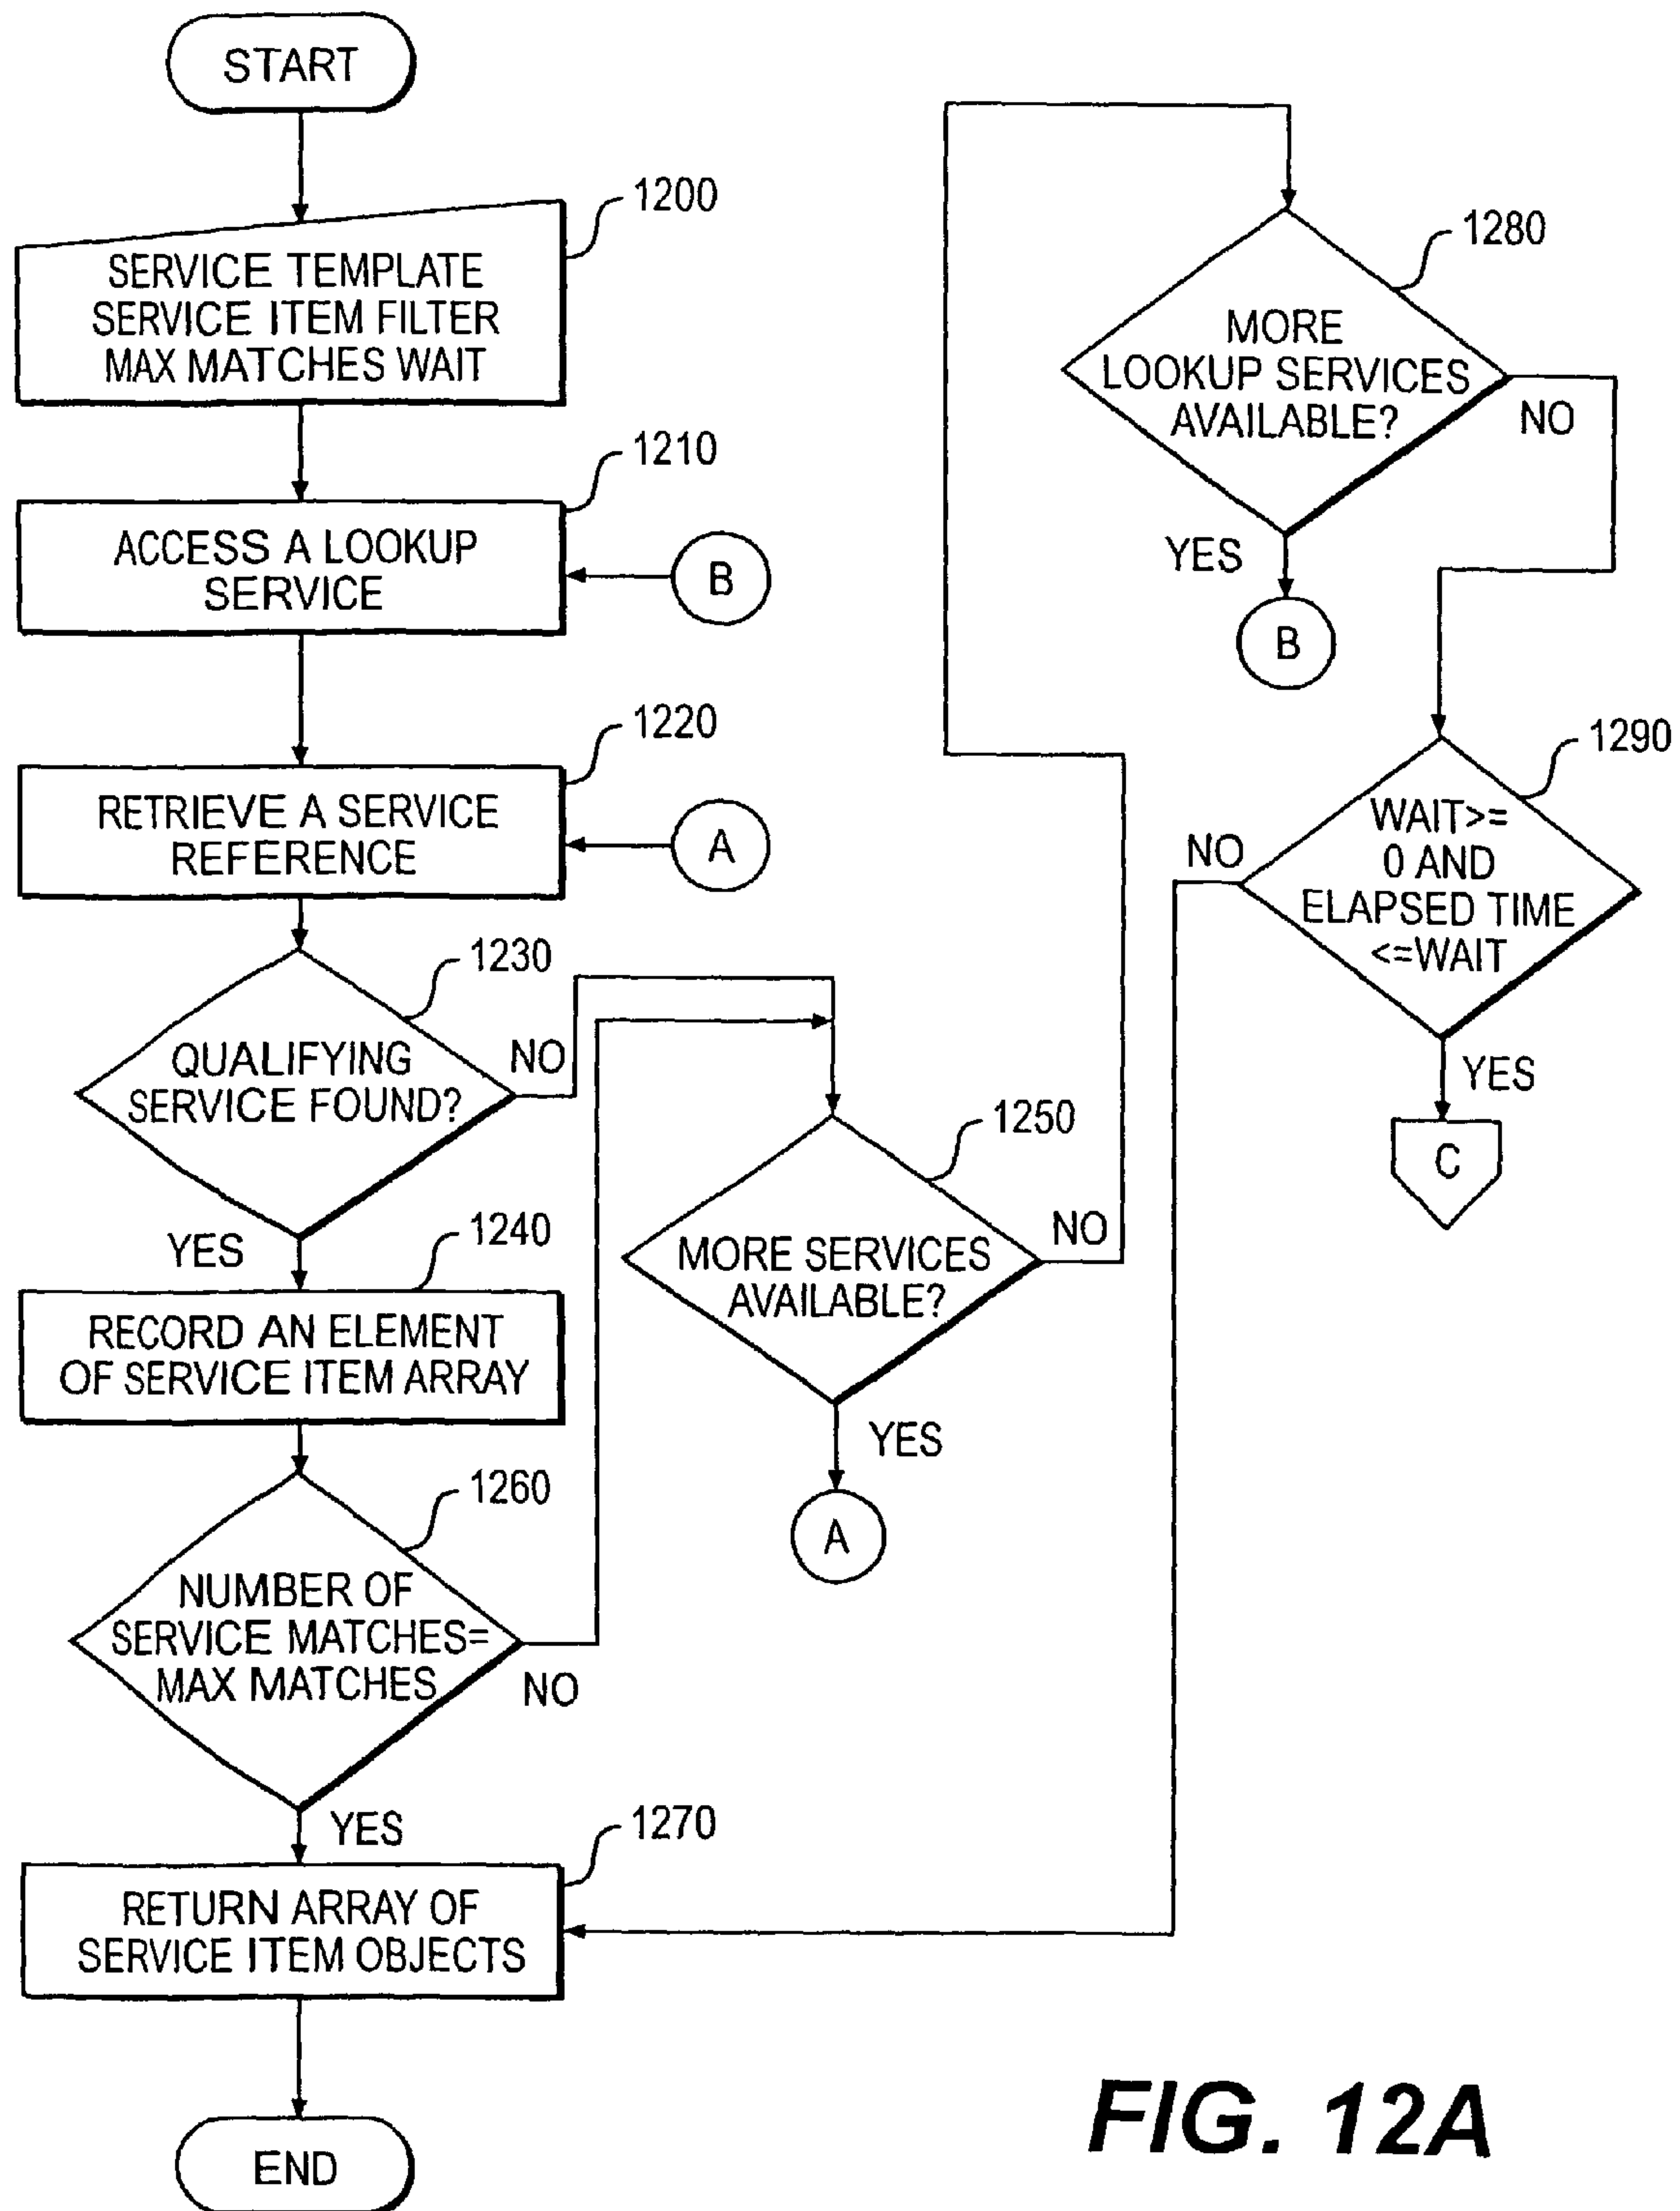 START
1200
SERVICE TEMPLATE
SERVICE ITEM FILTER
MAX MATCHES WAIT
1210
ACCESS A LOOKUP
SERVICE
B
1220
RETRIEVE A SERVICE
REFERENCE
A
1230
QUALIFYING
SERVICE FOUND?
NO
YES
1240
RECORD AN ELEMENT
OF SERVICE ITEM ARRAY
1250
MORE SERVICES
AVAILABLE?
NO
YES
A
1260
NUMBER OF
SERVICE MATCHES=
MAX MATCHES
NO
YES
1270
RETURN ARRAY OF
SERVICE ITEM OBJECTS
END
1280
MORE
LOOKUP SERVICES
AVAILABLE?
NO
YES
B
1290
WAIT>=
0 AND
ELAPSED TIME
<=WAIT
NO
YES
C
FIG. 12A